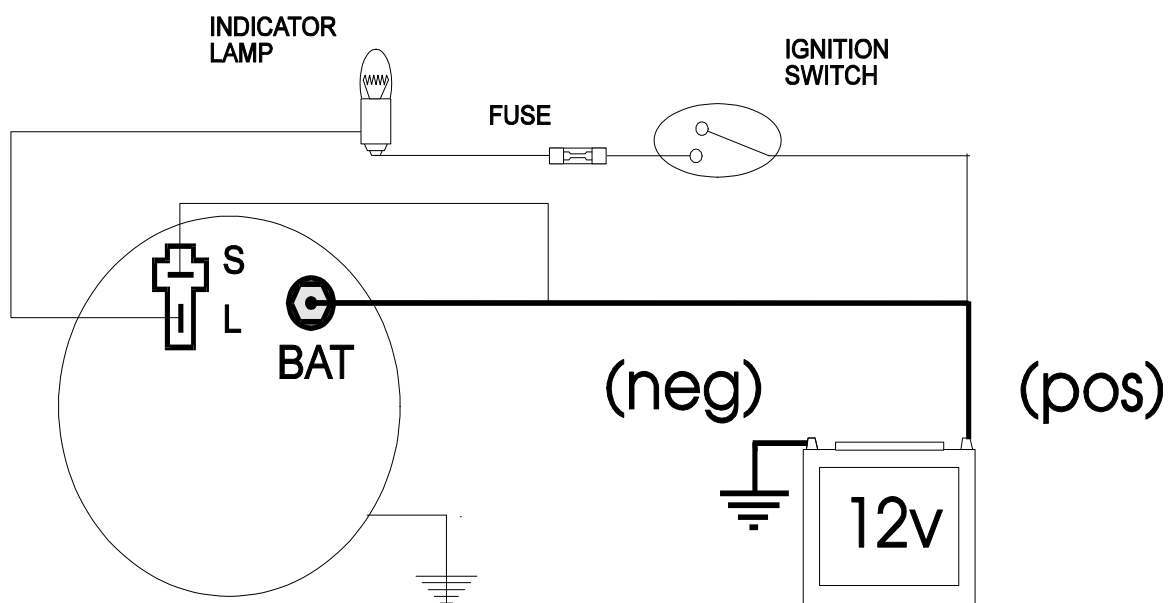 INDICATOR
LAMP
IGNITION
SWITCH
FUSE
S
L
BAT
(neg)
(pos)
12v